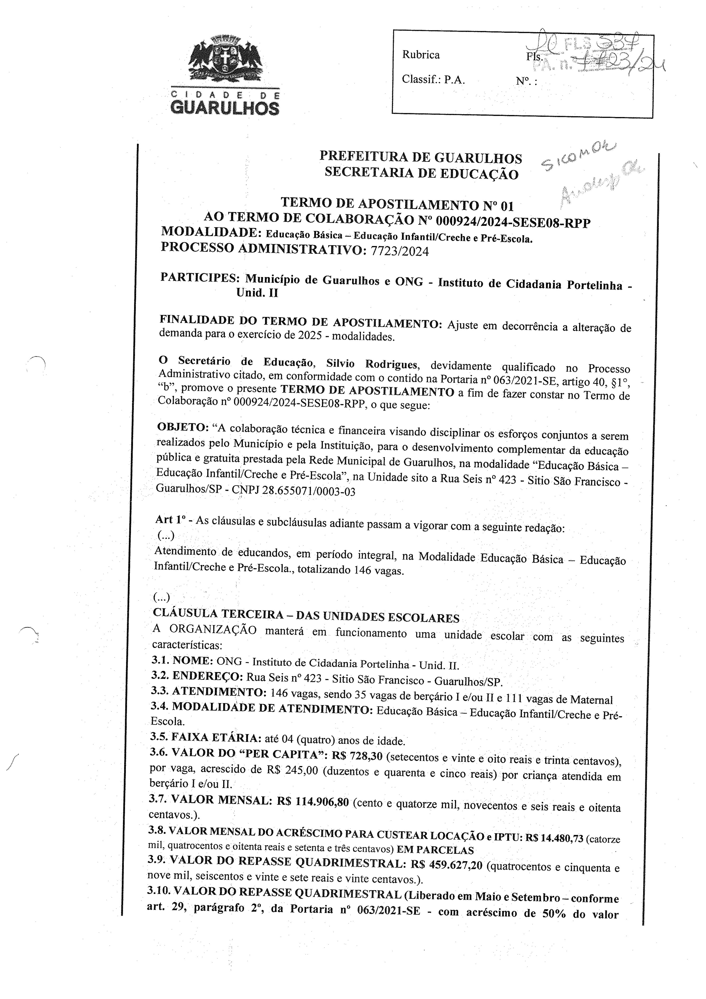 CIDADE DE
GUARULHOS
Rubrica
Fls.
FLS 337
PA. n. 7723/24
Classif.: P.A.
Nº. :
SICOM OK
OK
PREFEITURA DE GUARULHOS
SECRETARIA DE EDUCAÇÃO
TERMO DE APOSTILAMENTO Nº 01
AO TERMO DE COLABORAÇÃO Nº 000924/2024-SESE08-RPP
MODALIDADE: Educação Básica – Educação Infantil/Creche e Pré-Escola.
PROCESSO ADMINISTRATIVO: 7723/2024
PARTICIPES: Município de Guarulhos e ONG - Instituto de Cidadania Portelinha -
Unid. II
FINALIDADE DO TERMO DE APOSTILAMENTO: Ajuste em decorrência a alteração de
demanda para o exercício de 2025 - modalidades.
O Secretário de Educação, Silvio Rodrigues, devidamente qualificado no Processo
Administrativo citado, em conformidade com o contido na Portaria nº 063/2021-SE, artigo 40, §1º,
“b”, promove o presente TERMO DE APOSTILAMENTO a fim de fazer constar no Termo de
Colaboração nº 000924/2024-SESE08-RPP, o que segue:
OBJETO: “A colaboração técnica e financeira visando disciplinar os esforços conjuntos a serem
realizados pelo Município e pela Instituição, para o desenvolvimento complementar da educação
pública e gratuita prestada pela Rede Municipal de Guarulhos, na modalidade “Educação Básica –
Educação Infantil/Creche e Pré-Escola”, na Unidade sito a Rua Seis nº 423 - Sitio São Francisco -
Guarulhos/SP - CNPJ 28.655071/0003-03
Art 1º - As cláusulas e subcláusulas adiante passam a vigorar com a seguinte redação:
(...)
Atendimento de educandos, em período integral, na Modalidade Educação Básica – Educação
Infantil/Creche e Pré-Escola., totalizando 146 vagas.
(...)
CLÁUSULA TERCEIRA – DAS UNIDADES ESCOLARES
A ORGANIZAÇÃO manterá em funcionamento uma unidade escolar com as seguintes
características:
3.1. NOME: ONG - Instituto de Cidadania Portelinha - Unid. II.
3.2. ENDEREÇO: Rua Seis nº 423 - Sitio São Francisco - Guarulhos/SP.
3.3. ATENDIMENTO: 146 vagas, sendo 35 vagas de berçário I e/ou II e 111 vagas de Maternal
3.4. MODALIDADE DE ATENDIMENTO: Educação Básica – Educação Infantil/Creche e Pré-
Escola.
3.5. FAIXA ETÁRIA: até 04 (quatro) anos de idade.
3.6. VALOR DO “PER CAPITA”: R$ 728,30 (setecentos e vinte e oito reais e trinta centavos),
por vaga, acrescido de R$ 245,00 (duzentos e quarenta e cinco reais) por criança atendida em
berçário I e/ou II.
3.7. VALOR MENSAL: R$ 114.906,80 (cento e quatorze mil, novecentos e seis reais e oitenta
centavos.).
3.8. VALOR MENSAL DO ACRÉSCIMO PARA CUSTEAR LOCAÇÃO e IPTU: R$ 14.480,73 (catorze
mil, quatrocentos e oitenta reais e setenta e três centavos) EM PARCELAS
3.9. VALOR DO REPASSE QUADRIMESTRAL: R$ 459.627,20 (quatrocentos e cinquenta e
nove mil, seiscentos e vinte e sete reais e vinte centavos.).
3.10. VALOR DO REPASSE QUADRIMESTRAL (Liberado em Maio e Setembro – conforme
art. 29, parágrafo 2º, da Portaria nº 063/2021-SE - com acréscimo de 50% do valor